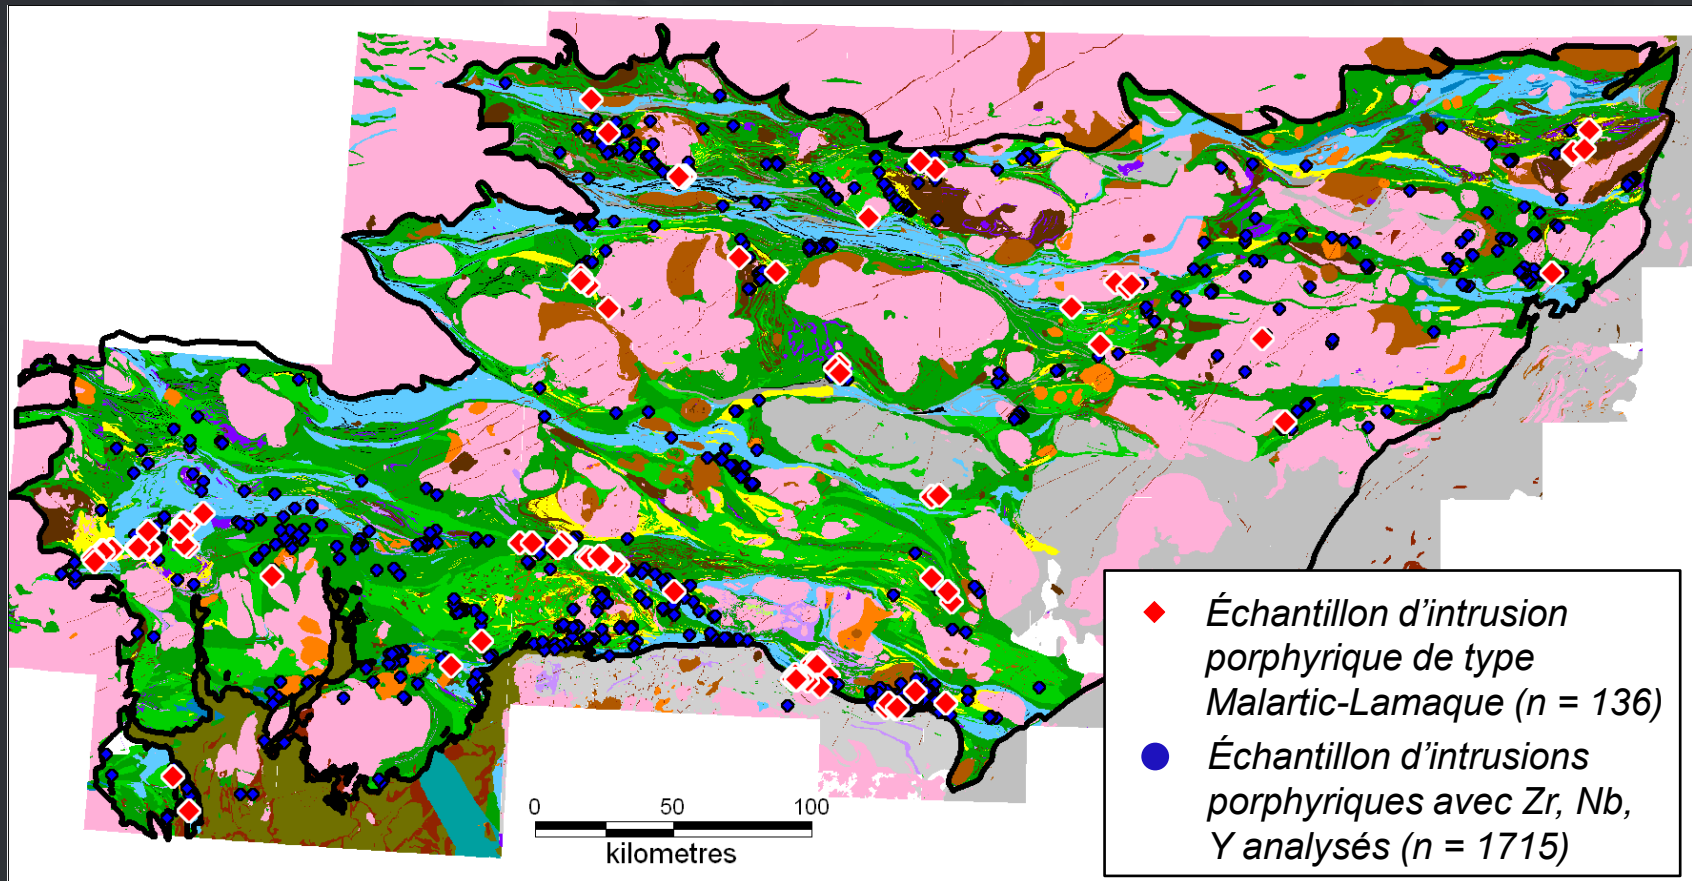 Échantillon d’intrusion
porphyrique de type
Malartic-Lamaque (n = 136)
Échantillon d’intrusions
porphyriques avec Zr, Nb,
Y analysés (n = 1715)
0 50 100
kilometres